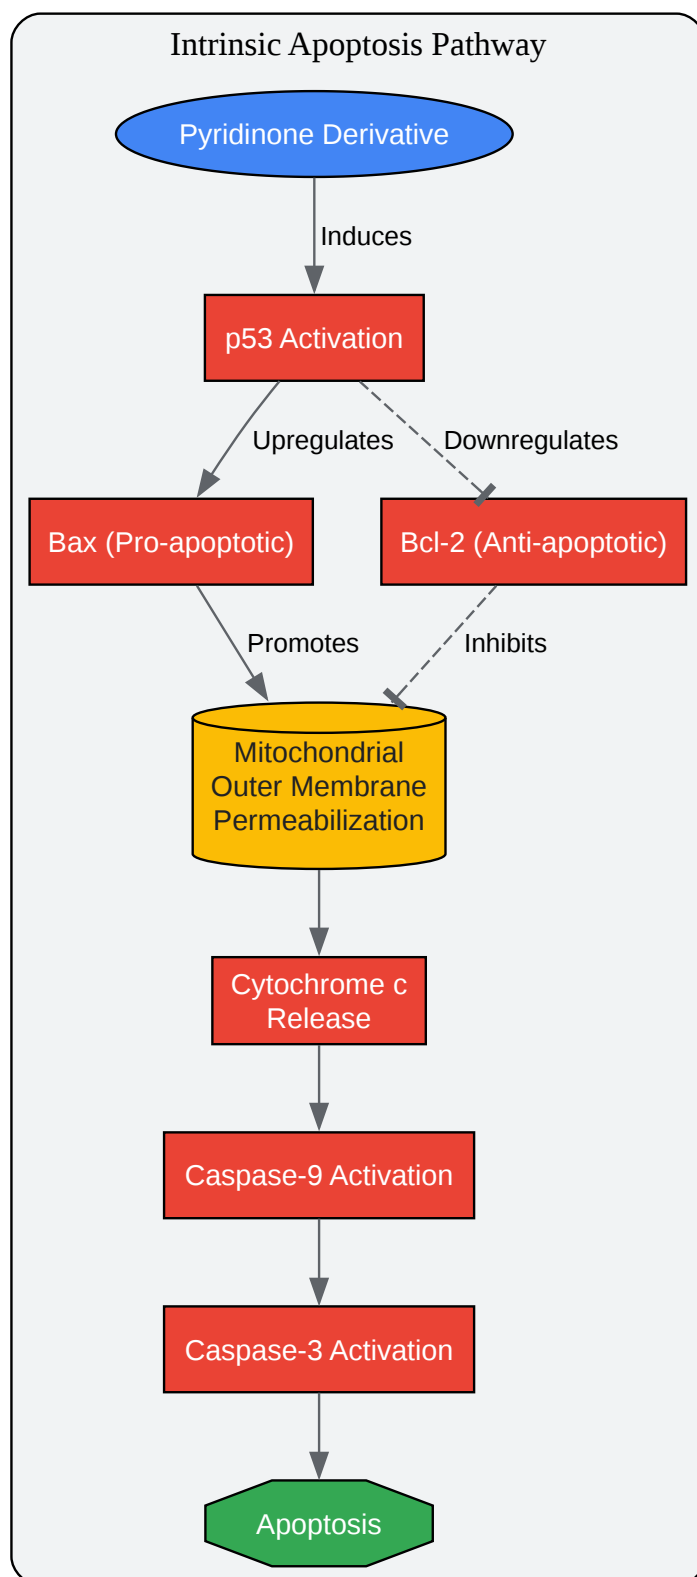 Intrinsic Apoptosis Pathway
Pyridinone Derivative
Induces
p53 Activation
Upregulates
Downregulates
Bax (Pro-apoptotic)
Bcl-2 (Anti-apoptotic)
Promotes
Inhibits
Mitochondrial
Outer Membrane
Permeabilization
Cytochrome c
Release
Caspase-9 Activation
Caspase-3 Activation
Apoptosis